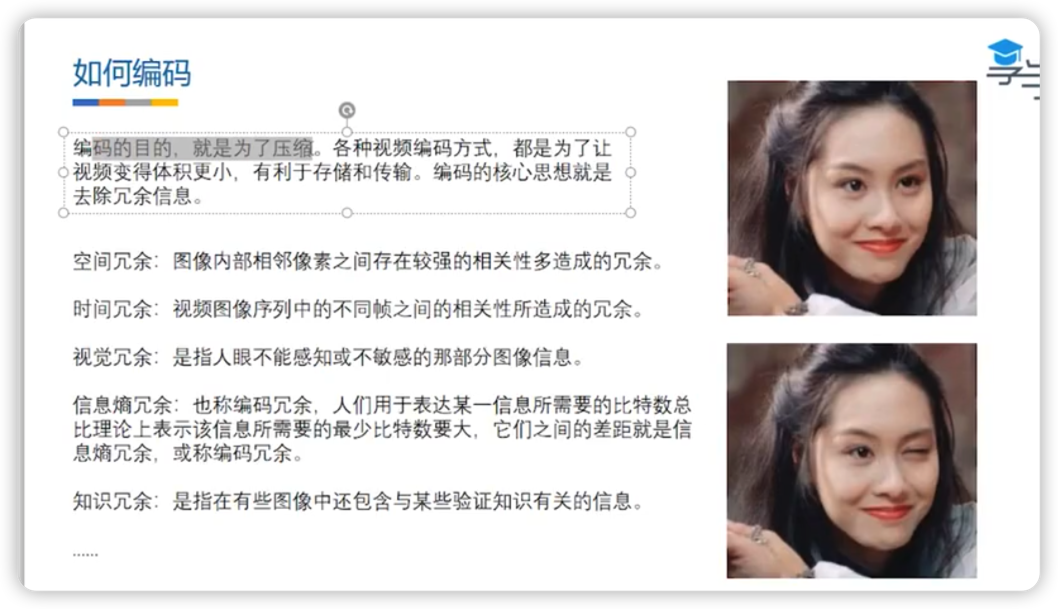 如何编码
编码的目的，就是为了压缩。各种视频编码方式，都是为了让
视频变得体积更小，有利于存储和传输。编码的核心思想就是
去除冗余信息。
空间冗余：图像内部相邻像素之间存在较强的相关性多造成的冗余。
时间冗余：视频图像序列中的不同帧之间的相关性所造成的冗余。
视觉冗余：是指人眼不能感知或不敏感的那部分图像信息。
信息熵冗余：也称编码冗余，人们用于表达某一信息所需要的比特数总
比理论上表示该信息所需要的最少比特数要大，它们之间的差距就是信
息熵冗余，或称编码冗余。
知识冗余：是指在有些图像中还包含与某些验证知识有关的信息。
......